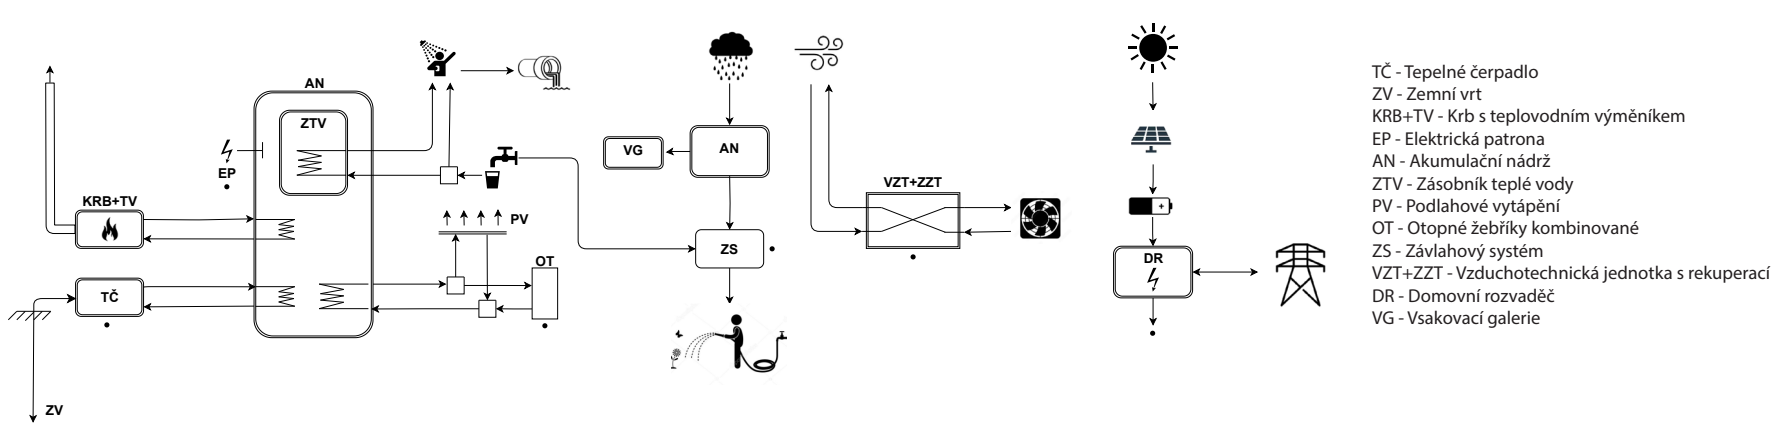 AN
ZTV
EP
KRB+TV
TČ
ZV
PV
OT
VG
AN
ZS
VZT+ZZT
DR
TČ - Tepelné čerpadlo
ZV - Zemní vrt
KRB+TV - Krb s teplovodním výměníkem
EP - Elektrická patrona
AN - Akumulační nádrž
ZTV - Zásobník teplé vody
PV - Podlahové vytápění
OT - Otopné žebříky kombinované
ZS - Závlahový systém
VZT+ZZT - Vzduchotechnická jednotka s rekuperací
DR - Domovní rozvaděč
VG - Vsakovací galerie